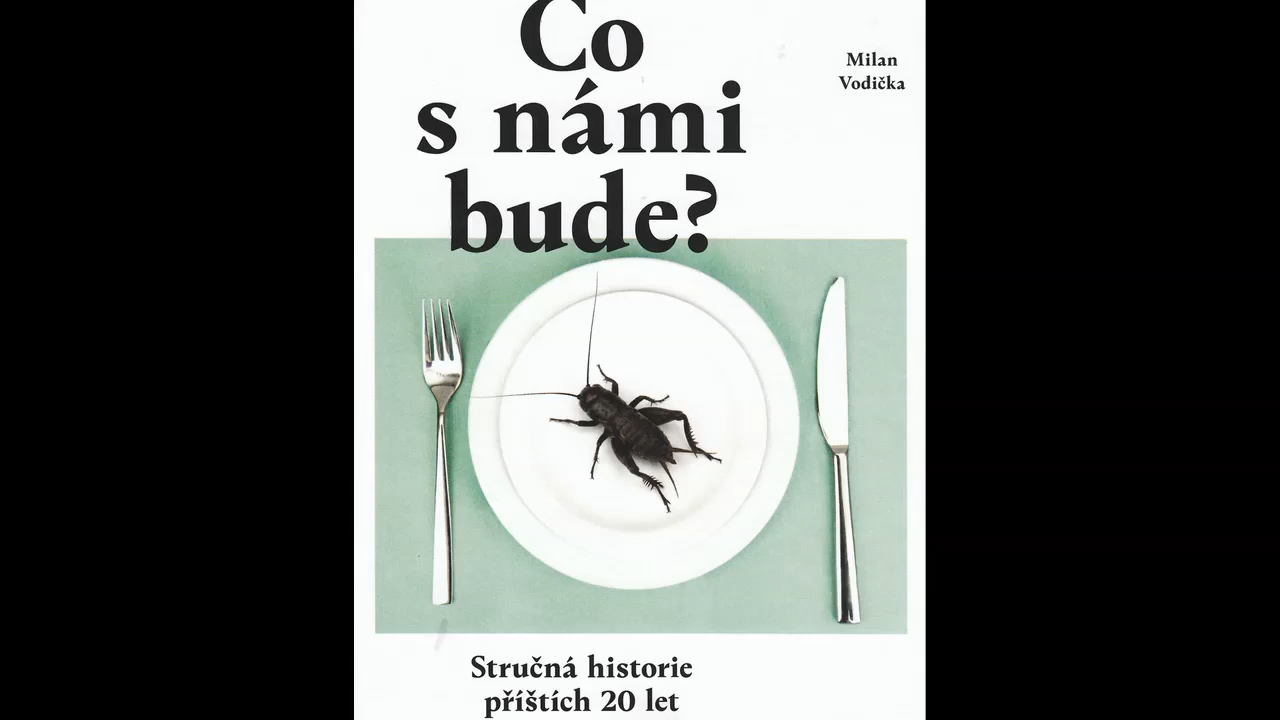 Co
s námi
bude?
Milan
Vodička
Stručná historie
příštích 20 let